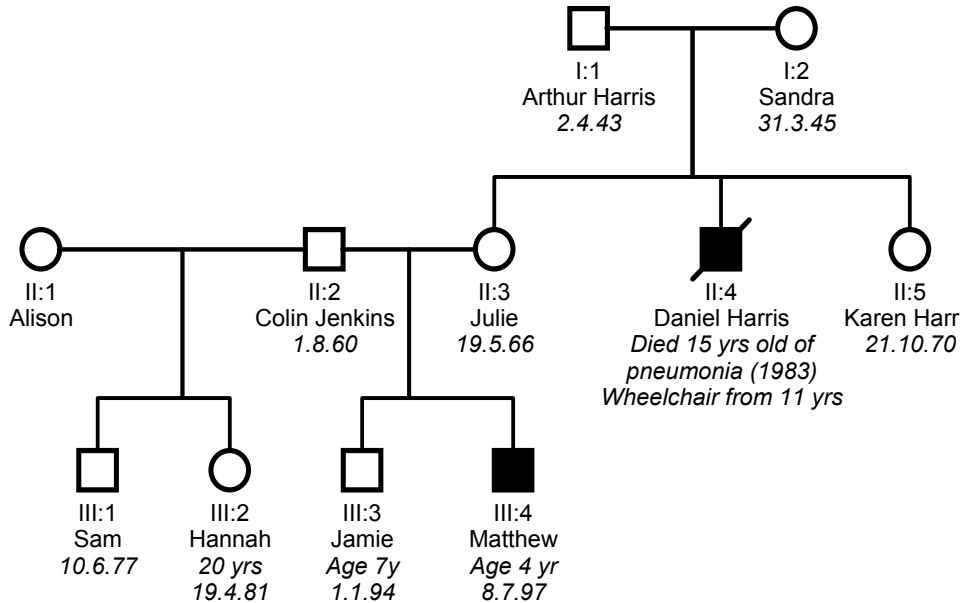 I:1
Arthur Harris
2.4.43
I:2
Sandra
31.3.45
II:1
Alison
II:2
Colin Jenkins
1.8.60
II:3
Julie
19.5.66
II:4
Daniel Harris
Died 15 yrs old of
pneumonia (1983)
Wheelchair from 11 yrs
II:5
Karen Harr
21.10.70
III:1
Sam
10.6.77
III:2
Hannah
20 yrs
19.4.81
III:3
Jamie
Age 7y
1.1.94
III:4
Matthew
Age 4 yr
8.7.97